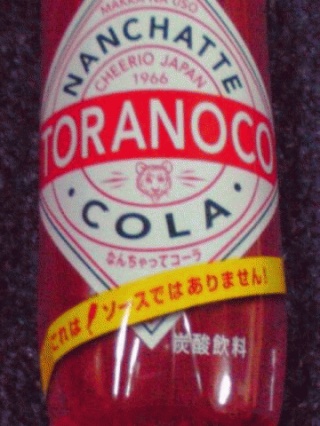 MAKKA NA USO
NANCHATTE
CHEERIO JAPAN
1966
TORANOCO
COLA
なんちゃってコーラ
これは！ソースではありません！
炭酸飲料